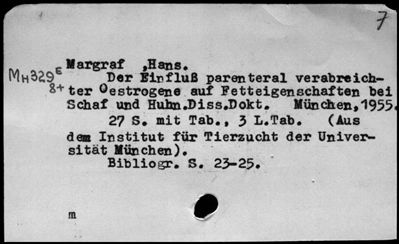 7
Margraf ,Hans.
MH329E
8+
Der Einfluß parenteral verabreich-
ter Oestrogene auf Fetteigenschaften bei
Schaf und Huhn.Diss.Dokt. München,1955.
27 S. mit Tab., 3 L.Tab. (Aus
dem Institut für Tierzucht der Univer-
sität München).
Bibliogr. S. 23-25.
m